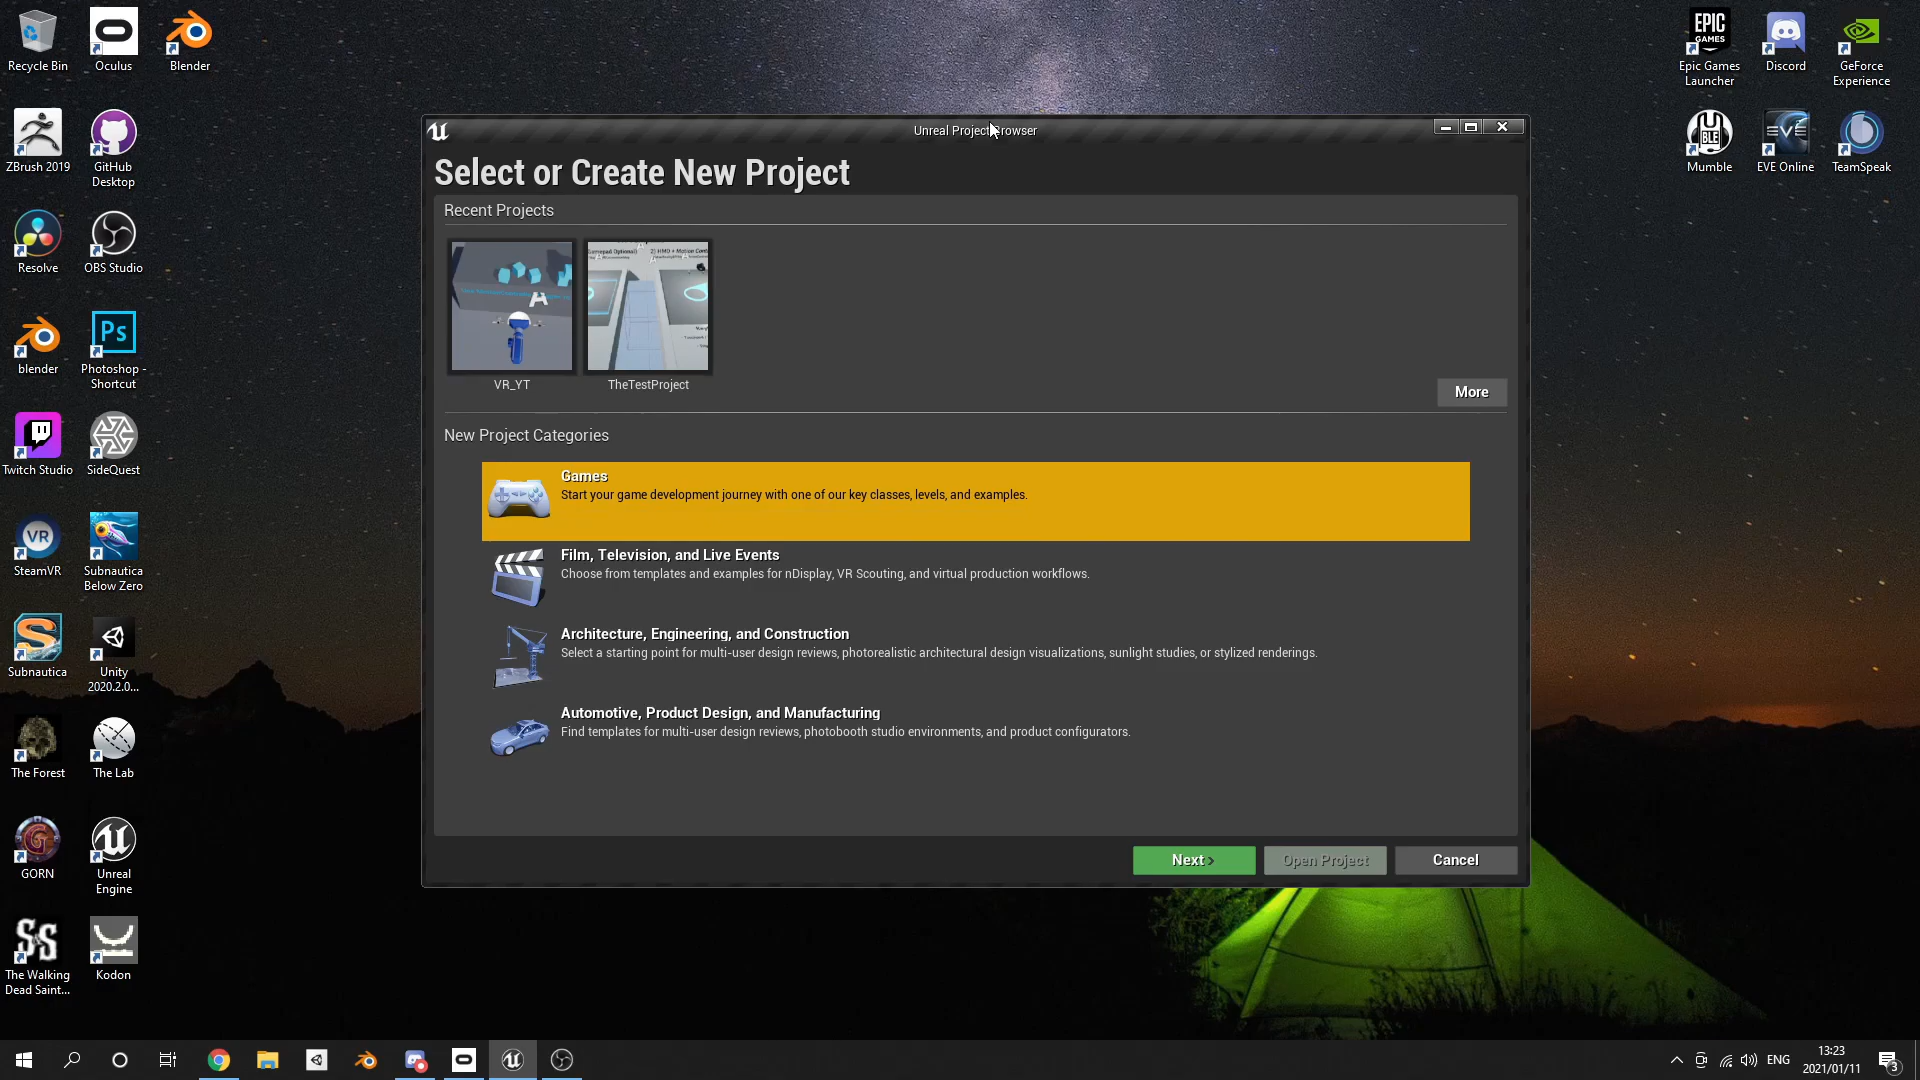 Recycle Bin
Oculus
Blender
ZBrush 2019
GitHub
Desktop
Resolve
OBS Studio
blender
Photoshop -
Shortcut
Twitch Studio
SideQuest
SteamVR
Subnautica
Below Zero
Subnautica
Unity
2020.2.0...
The Forest
The Lab
GORN
Unreal
Engine
The Walking
Dead Saint...
Kodon
EPIC
GAMES
Epic Games
Launcher
Discord
GeForce
Experience
Mumble
EVE Online
TeamSpeak
Unreal Project Browser
Select or Create New Project
Recent Projects
VR_YT
TheTestProject
More
New Project Categories
Games
Start your game development journey with one of our key classes, levels, and examples.
Film, Television, and Live Events
Choose from templates and examples for nDisplay, VR Scouting, and virtual production workflows.
Architecture, Engineering, and Construction
Select a starting point for multi-user design reviews, photorealistic architectural design visualizations, sunlight studies, or stylized renderings.
Automotive, Product Design, and Manufacturing
Find templates for multi-user design reviews, photobooth studio environments, and product configurators.
Next >
Open Project
Cancel
ENG
13:23
2021/01/11
3